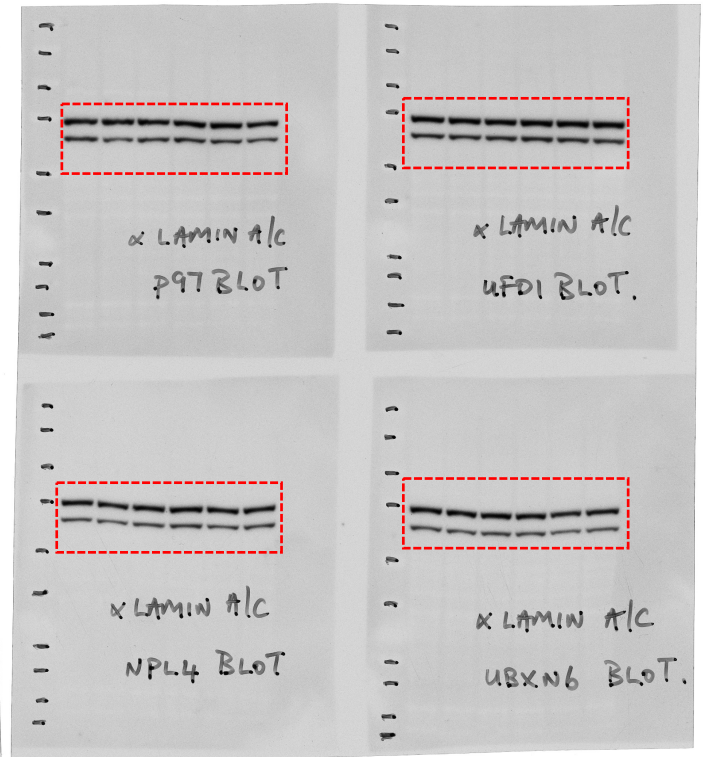 α LAMIN A/C
P97 BLOT
α LAMIN A/C
UFD1 BLOT.
α LAMIN A/C
NPL4 BLOT
α LAMIN A/C
UBXN6 BLOT.